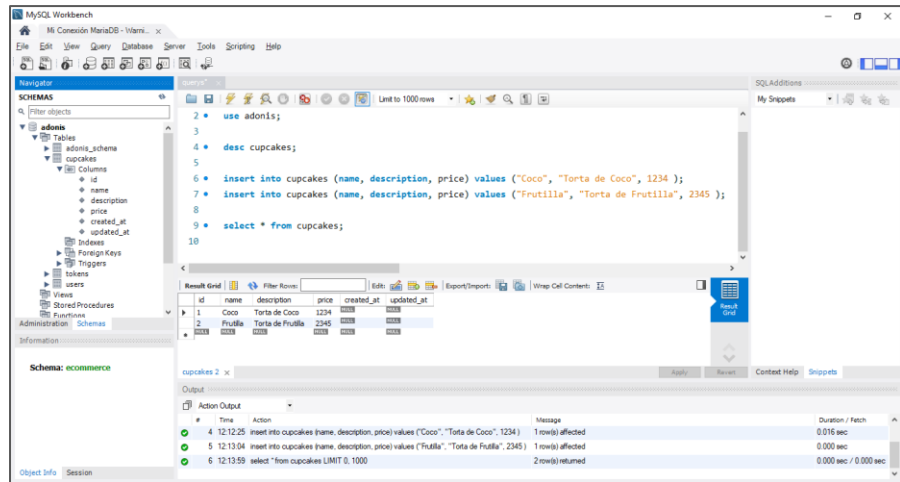 MySQL Workbench
Mi Conexión MariaDB - Warni... x
File Edit View Query Database Server Tools Scripting Help
Navigator
querys*
SQLAdditions
SCHEMAS
Limit to 1000 rows
My Snippets
Filter objects
adonis
Tables
adonis_schema
cupcakes
Columns
id
name
description
price
created_at
updated_at
Indexes
Foreign Keys
Triggers
tokens
users
Views
Stored Procedures
Functions
Administration Schemas
2 use adonis;
3
4 desc cupcakes;
5
6 insert into cupcakes (name, description, price) values ("Coco", "Torta de Coco", 1234 );
7 insert into cupcakes (name, description, price) values ("Frutilla", "Torta de Frutilla", 2345 );
8
9 select * from cupcakes;
10
Result Grid Filter Rows: Edit: Export/Import: Wrap Cell Content:
id name description price created_at updated_at
1 Coco Torta de Coco 1234 NULL NULL
2 Frutilla Torta de Frutilla 2345 NULL NULL
NULL NULL NULL NULL NULL NULL
Result Grid
Information
Schema: ecommerce
cupcakes 2 x
Apply Revert
Context Help Snippets
Output
Action Output
# Time Action Message Duration / Fetch
4 12:12:25 insert into cupcakes (name, description, price) values ("Coco", "Torta de Coco", 1234 ) 1 row(s) affected 0.016 sec
5 12:13:04 insert into cupcakes (name, description, price) values ("Frutilla", "Torta de Frutilla", 2345 ) 1 row(s) affected 0.000 sec
6 12:13:59 select * from cupcakes LIMIT 0, 1000 2 row(s) returned 0.000 sec / 0.000 sec
Object Info Session